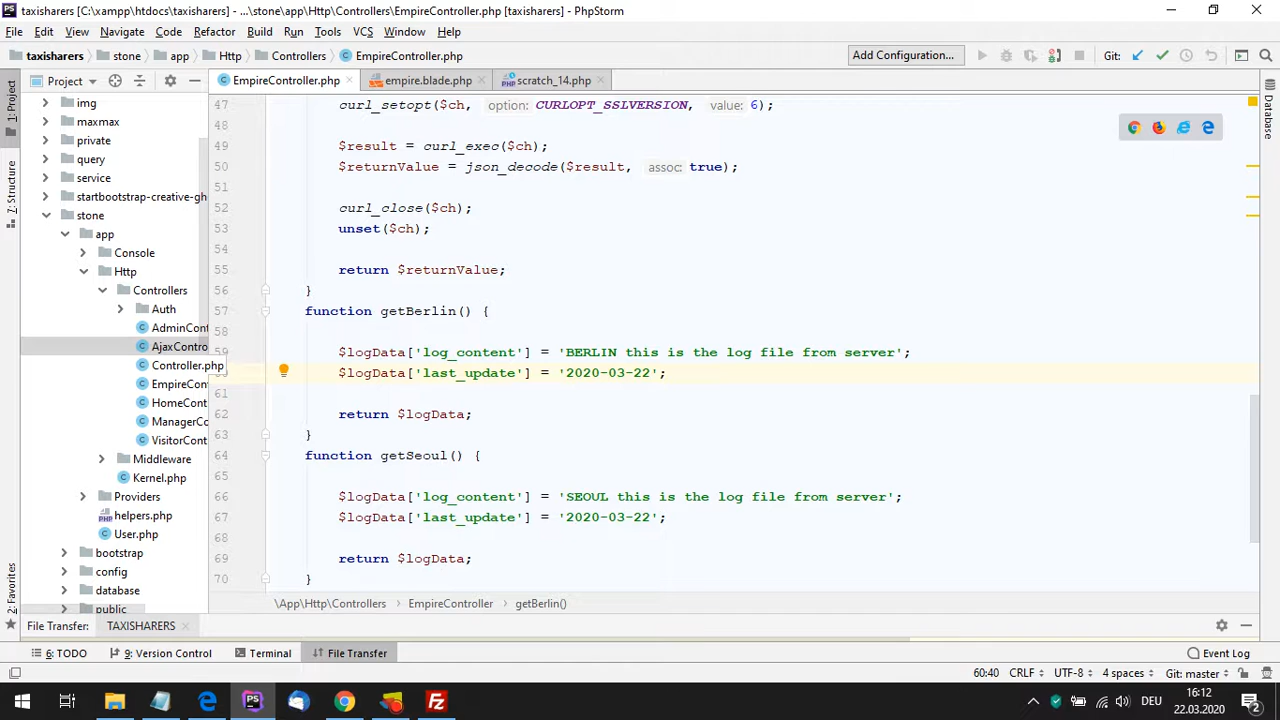 taxisharers [C:\xampp\htdocs\taxisharers] - ...\stone\app\Http\Controllers\EmpireController.php [taxisharers] - PhpStorm
File Edit View Navigate Code Refactor Build Run Tools VCS Window Help
taxisharers stone app Http Controllers EmpireController.php Add Configuration... Git:
1: Project
7: Structure
2: Favorites
Project
img
maxmax
private
query
service
startbootstrap-creative-gh
stone
app
Console
Http
Controllers
Auth
AdminCont
AjaxContro
Controller.php
EmpireCont
HomeCont
ManagerCo
VisitorCont
Middleware
Kernel.php
Providers
helpers.php
User.php
bootstrap
config
database
public
EmpireController.php empire.blade.php scratch_14.php
47 curl_setopt($ch, option: CURLOPT_SSLVERSION, value: 6);
48
49 $result = curl_exec($ch);
50 $returnValue = json_decode($result, assoc: true);
51
52 curl_close($ch);
53 unset($ch);
54
55 return $returnValue;
56 }
57 function getBerlin() {
58
59 $logData['log_content'] = 'BERLIN this is the log file from server';
$logData['last_update'] = '2020-03-22';
61
62 return $logData;
63 }
64 function getSeoul() {
65
66 $logData['log_content'] = 'SEOUL this is the log file from server';
67 $logData['last_update'] = '2020-03-22';
68
69 return $logData;
70 }
\App\Http\Controllers EmpireController getBerlin()
Database
File Transfer: TAXISHARERS
6: TODO 9: Version Control Terminal File Transfer Event Log
60:40 CRLF UTF-8 4 spaces Git: master
DEU 16:12
22.03.2020
2